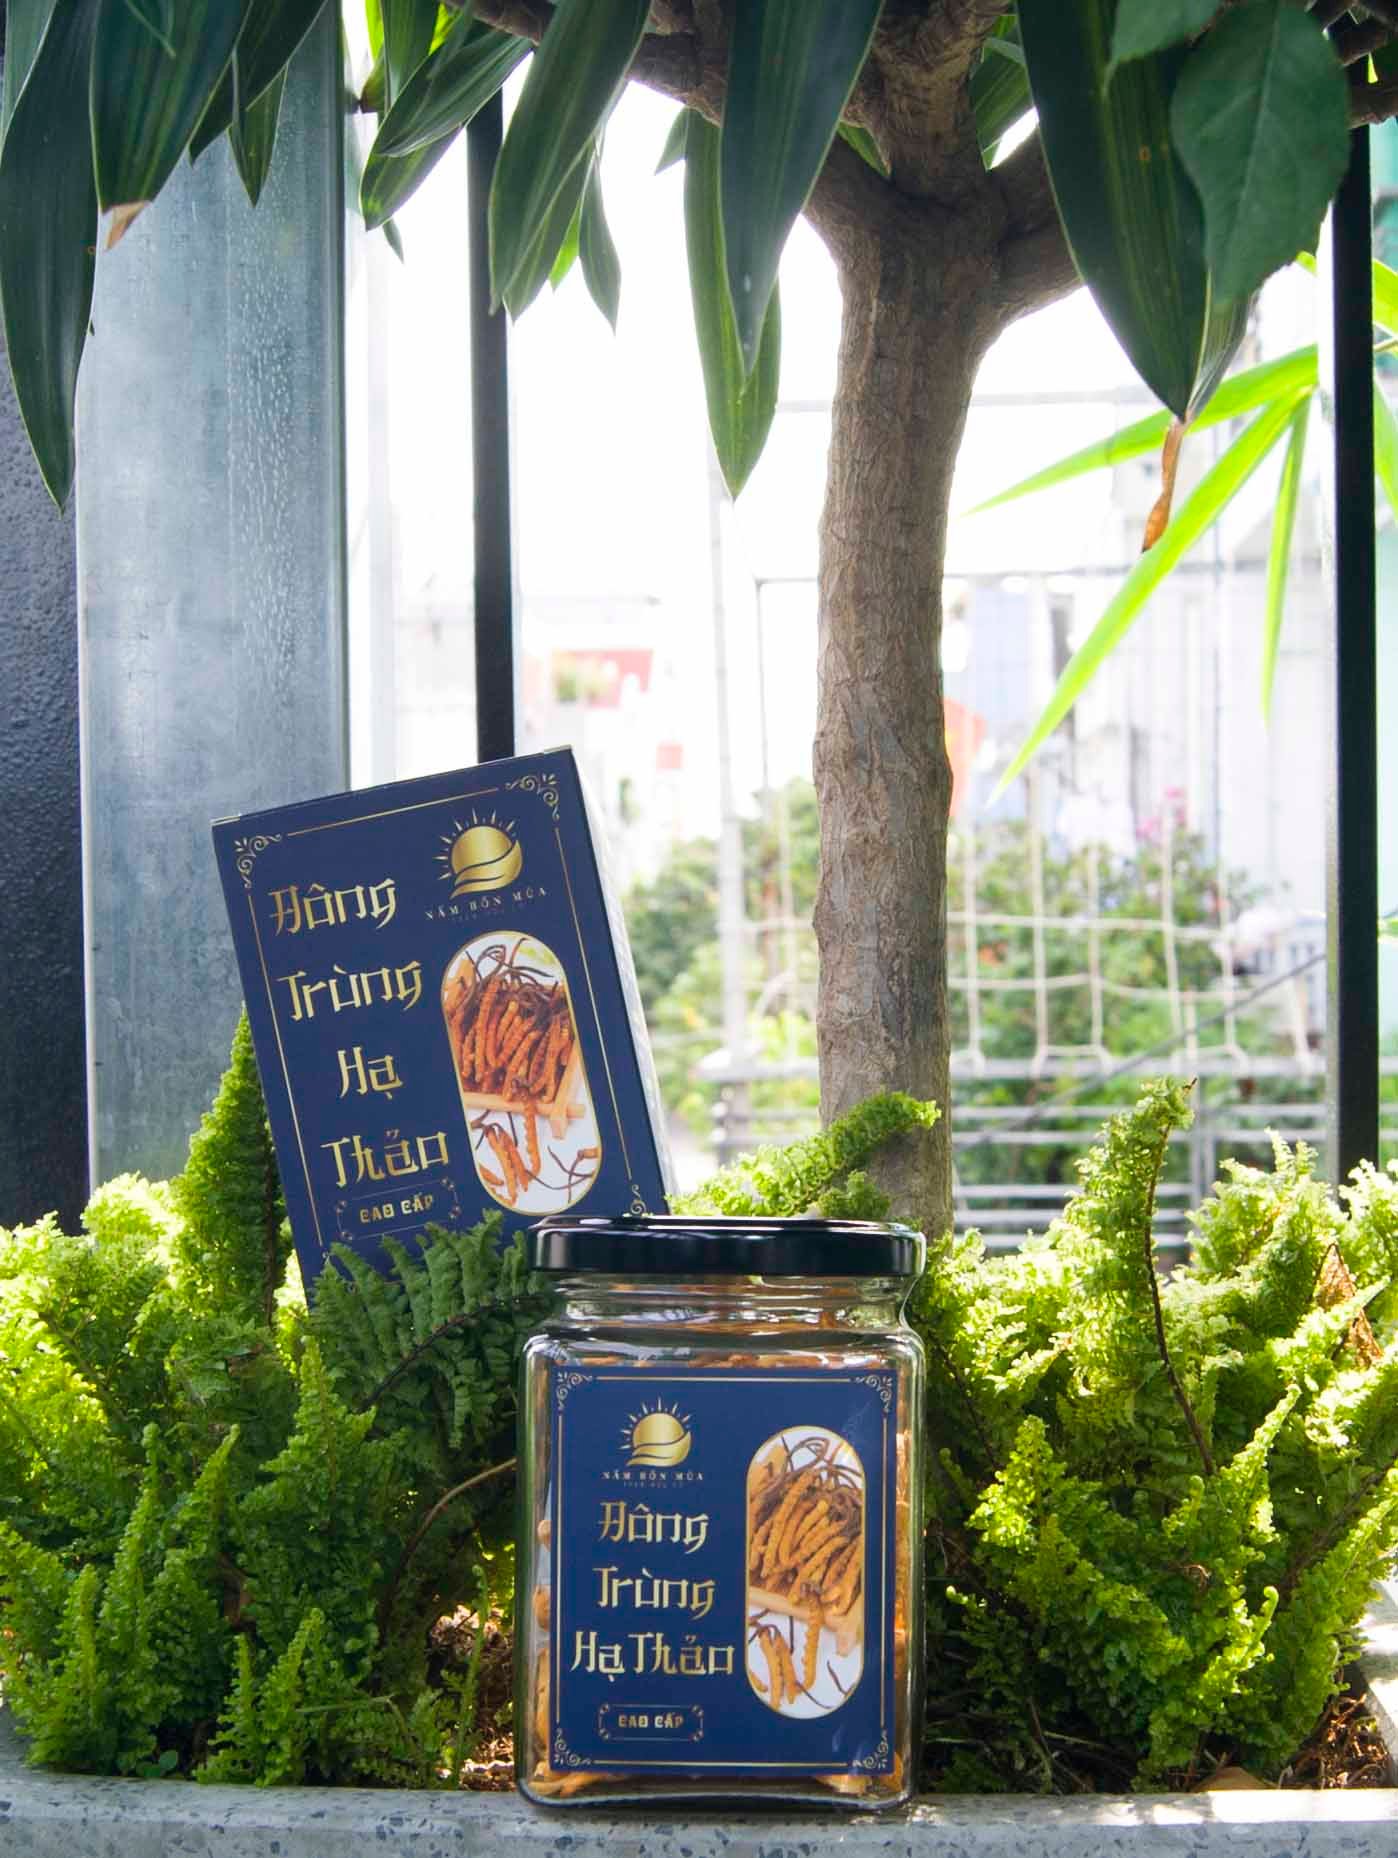 NẤM BỐN MÙA
Đông
Trùng
Hạ
Thảo
CAO CẤP
NẤM BỐN MÙA
Đông
Trùng
Hạ Thảo
CAO CẤP